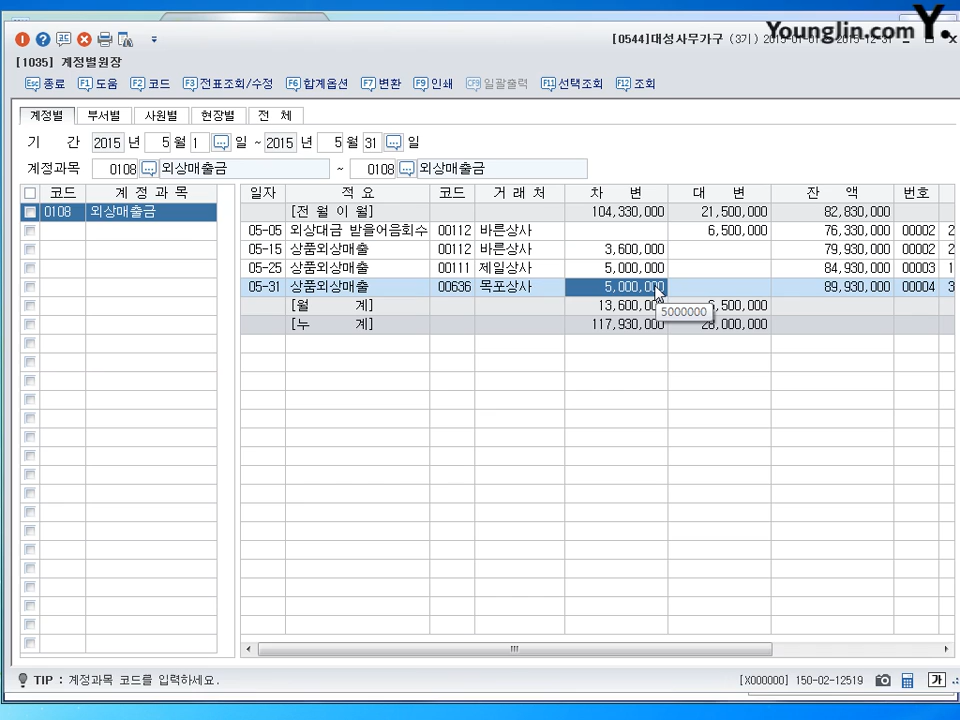 Younglin.com Y.
[0544]대성사무가구 (3기) 2015-01-01~2015-12-31
[1035] 계정별원장
Esc 종료 F1 도움 F2 코드 F3 전표조회/수정 F6 합계옵션 F7 변환 F9 인쇄 CF9 일괄출력 F11 선택조회 F12 조회
계정별 부서별 사원별 현장별 전 체
기 간 2015 년 5 월 1 일 ~ 2015 년 5 월 31 일
계정과목 0108 외상매출금 ~ 0108 외상매출금
코드 계 정 과 목 일자 적 요 코드 거 래 처 차 변 대 변 잔 액 번호
0108 외상매출금 [전 월 이 월] 104,330,000 21,500,000 82,830,000
05-05 외상대금 받을어음회수 00112 바른상사 6,500,000 76,330,000 00002 2
05-15 상품외상매출 00112 바른상사 3,600,000 79,930,000 00002 2
05-25 상품외상매출 00111 제일상사 5,000,000 84,930,000 00003 1
05-31 상품외상매출 00636 목포상사 5,000,000 89,930,000 00004 3
[월 계] 13,600,000 6,500,000
5000000
[누 계] 117,930,000 28,000,000
TIP : 계정과목 코드를 입력하세요. [X000000] 150-02-12519 가